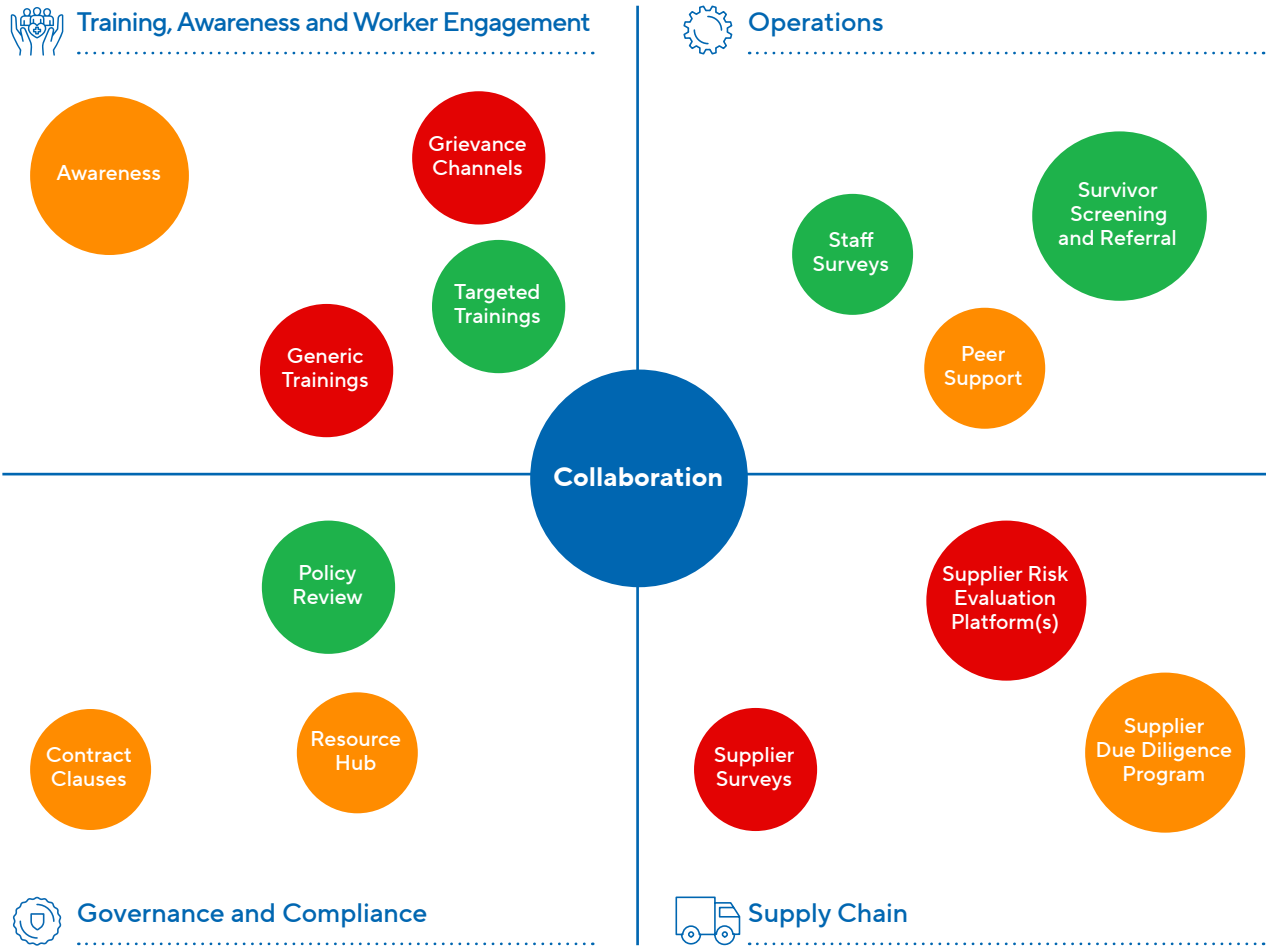 Training, Awareness and Worker Engagement
Awareness
Grievance
Channels
Targeted
Trainings
Generic
Trainings
Operations
Staff
Surveys
Survivor
Screening
and Referral
Peer
Support
Collaboration
Policy
Review
Contract
Clauses
Resource
Hub
Governance and Compliance
Supplier Risk
Evaluation
Platform(s)
Supplier
Surveys
Supplier
Due Diligence
Program
Supply Chain